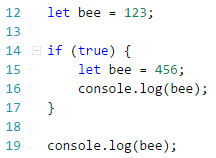 12 let bee = 123;
13
14 if (true) {
15     let bee = 456;
16     console.log(bee);
17 }
18
19 console.log(bee);